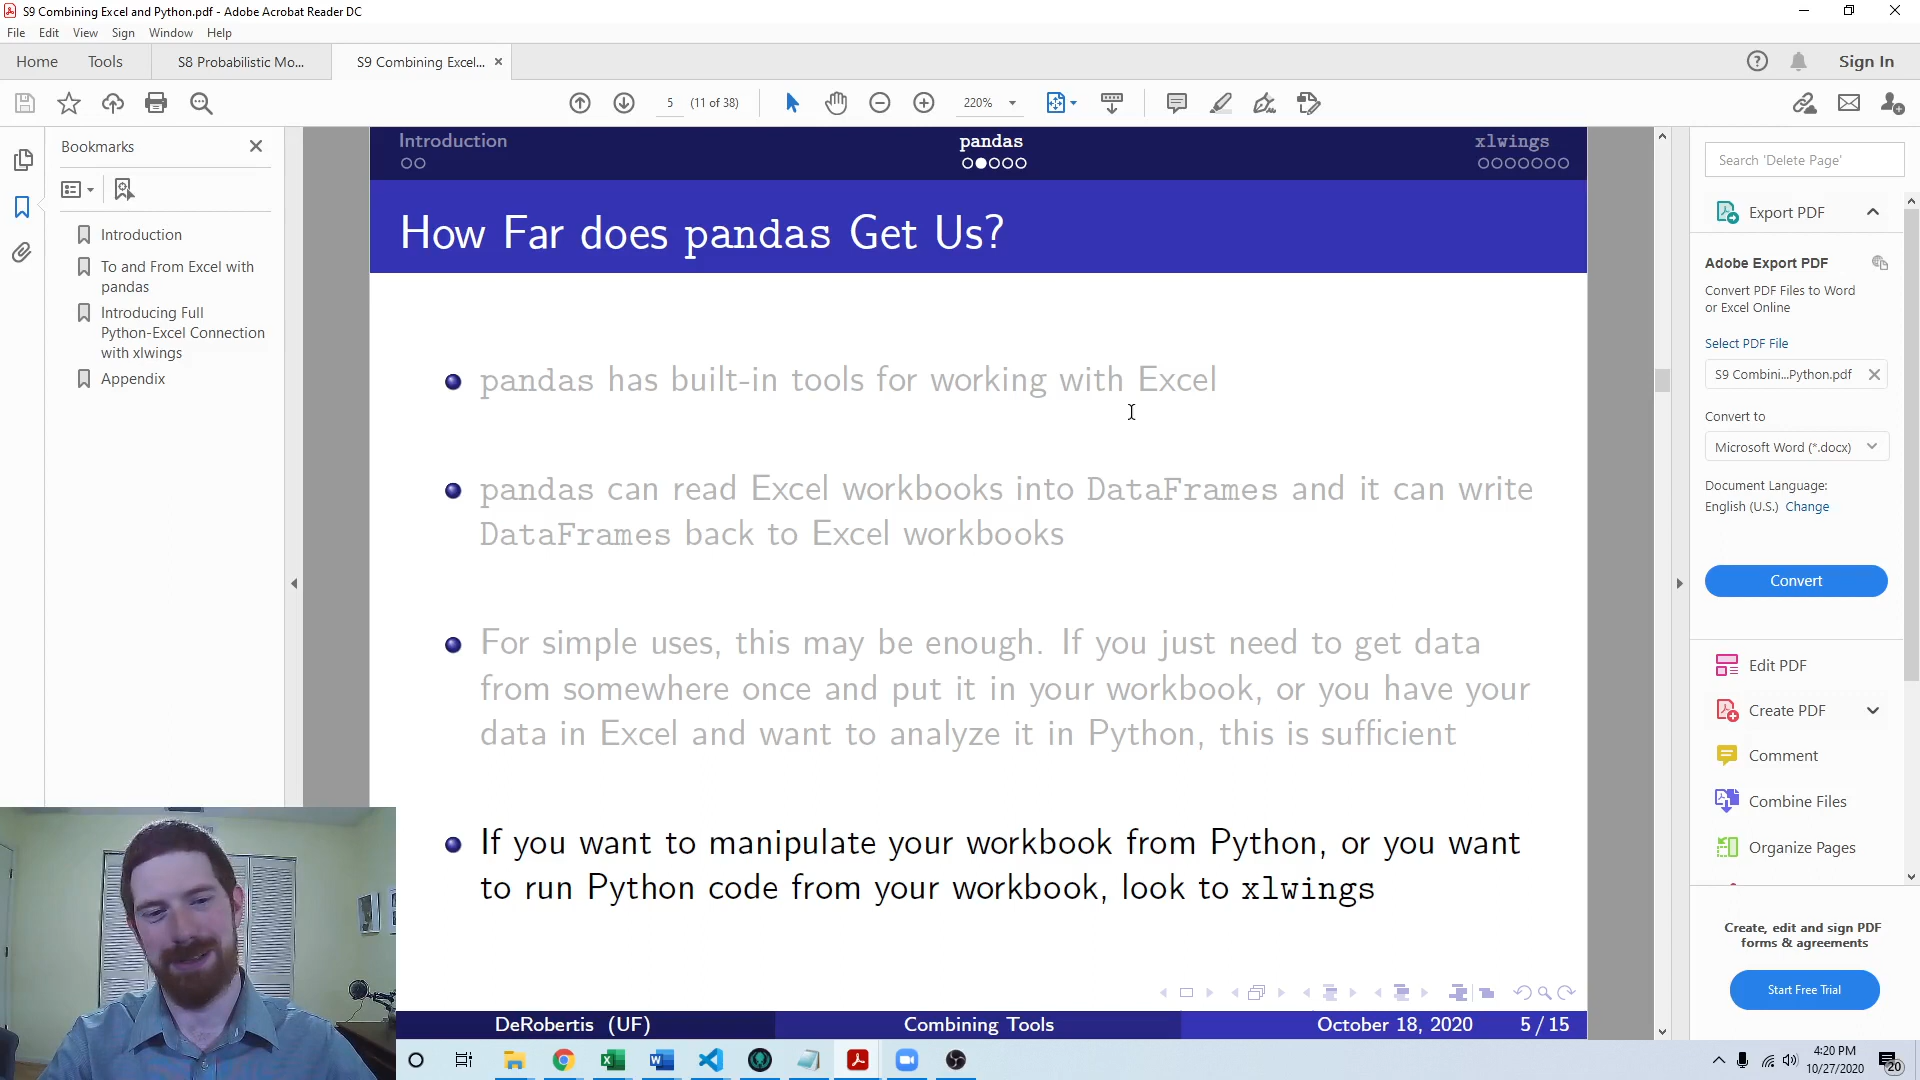 S9 Combining Excel and Python.pdf - Adobe Acrobat Reader DC
File Edit View Sign Window Help
Home Tools S8 Probabilistic Mo... S9 Combining Excel... Sign In
5 (11 of 38) 220%
Bookmarks
Introduction
To and From Excel with
pandas
Introducing Full
Python-Excel Connection
with xlwings
Appendix
Introduction pandas xlwings
How Far does pandas Get Us?
pandas has built-in tools for working with Excel
pandas can read Excel workbooks into DataFrames and it can write
DataFrames back to Excel workbooks
For simple uses, this may be enough. If you just need to get data
from somewhere once and put it in your workbook, or you have your
data in Excel and want to analyze it in Python, this is sufficient
If you want to manipulate your workbook from Python, or you want
to run Python code from your workbook, look to xlwings
DeRobertis (UF) Combining Tools October 18, 2020 5 / 15
Search 'Delete Page'
Export PDF
Adobe Export PDF
Convert PDF Files to Word
or Excel Online
Select PDF File
S9 Combini...Python.pdf
Convert to
Microsoft Word (*.docx)
Document Language:
English (U.S.) Change
Convert
Edit PDF
Create PDF
Comment
Combine Files
Organize Pages
Create, edit and sign PDF
forms & agreements
Start Free Trial
4:20 PM
10/27/2020
20